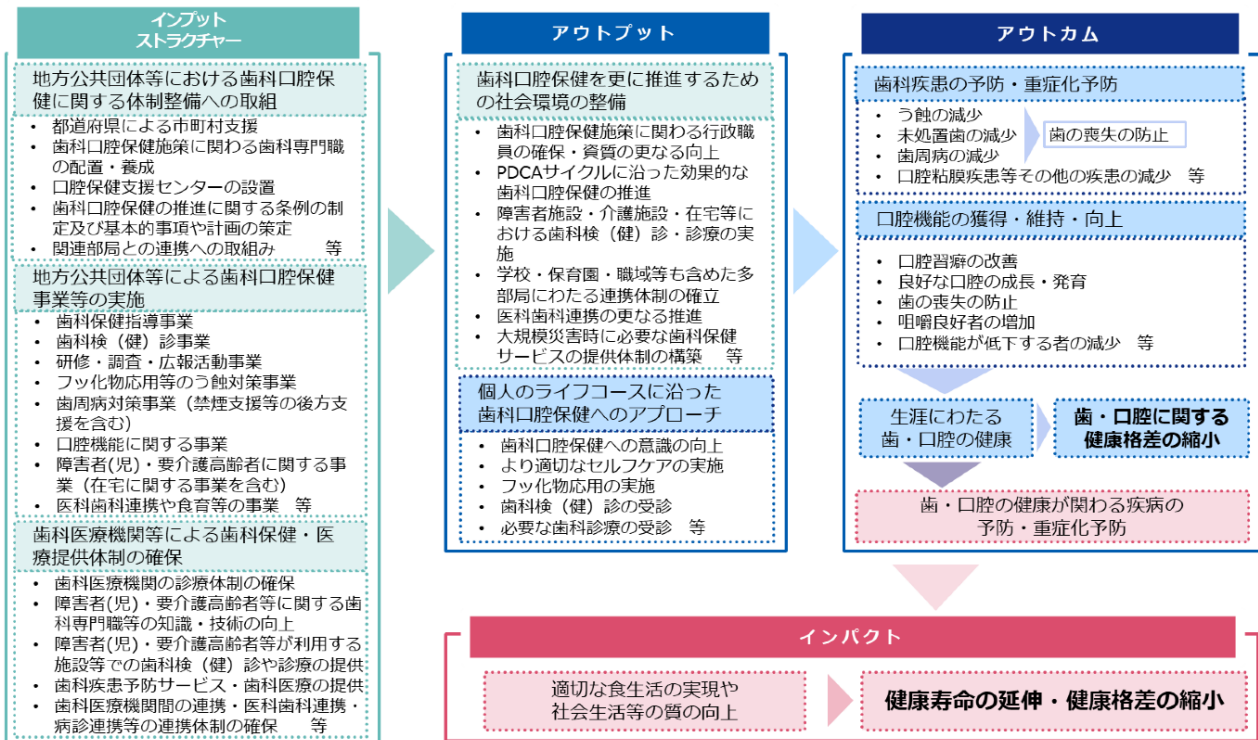 インプット
ストラクチャー
地方公共団体等における歯科口腔保
健に関する体制整備への取組
• 都道府県による市町村支援
• 歯科口腔保健施策に関わる歯科専門職
の配置・養成
• 口腔保健支援センターの設置
• 歯科口腔保健の推進に関する条例の制
定及び基本的事項や計画の策定
• 関連部局との連携への取組み 等
地方公共団体等による歯科口腔保健
事業等の実施
• 歯科保健指導事業
• 歯科検（健）診事業
• 研修・調査・広報活動事業
• フッ化物応用等のう蝕対策事業
• 歯周病対策事業（禁煙支援等の後方支
援を含む）
• 口腔機能に関する事業
• 障害者(児)・要介護高齢者に関する事
業（在宅に関する事業を含む）
• 医科歯科連携や食育等の事業 等
歯科医療機関等による歯科保健・医
療提供体制の確保
• 歯科医療機関の診療体制の確保
• 障害者(児)・要介護高齢者等に関する歯
科専門職等の知識・技術の向上
• 障害者(児)・要介護高齢者等が利用する
施設等での歯科検（健）診や診療の提供
• 歯科疾患予防サービス・歯科医療の提供
• 歯科医療機関間の連携・医科歯科連携・
病診連携等の連携体制の確保 等
アウトプット
歯科口腔保健を更に推進するため
の社会環境の整備
• 歯科口腔保健施策に関わる行政職
員の確保・資質の更なる向上
• PDCAサイクルに沿った効果的な
歯科口腔保健の推進
• 障害者施設・介護施設・在宅等に
おける歯科検（健）診・診療の実
施
• 学校・保育園・職域等も含めた多
部局にわたる連携体制の確立
• 医科歯科連携の更なる推進
• 大規模災害時に必要な歯科保健
サービスの提供体制の構築 等
個人のライフコースに沿った
歯科口腔保健へのアプローチ
• 歯科口腔保健への意識の向上
• より適切なセルフケアの実施
• フッ化物応用の実施
• 歯科検（健）診の受診
• 必要な歯科診療の受診 等
アウトカム
歯科疾患の予防・重症化予防
• う蝕の減少
• 未処置歯の減少
• 歯周病の減少
• 口腔粘膜疾患等その他の疾患の減少 等
歯の喪失の防止
口腔機能の獲得・維持・向上
• 口腔習癖の改善
• 良好な口腔の成長・発育
• 歯の喪失の防止
• 咀嚼良好者の増加
• 口腔機能が低下する者の減少 等
生涯にわたる
歯・口腔の健康
歯・口腔に関する
健康格差の縮小
歯・口腔の健康が関わる疾病の
予防・重症化予防
インパクト
適切な食生活の実現や
社会生活等の質の向上
健康寿命の延伸・健康格差の縮小